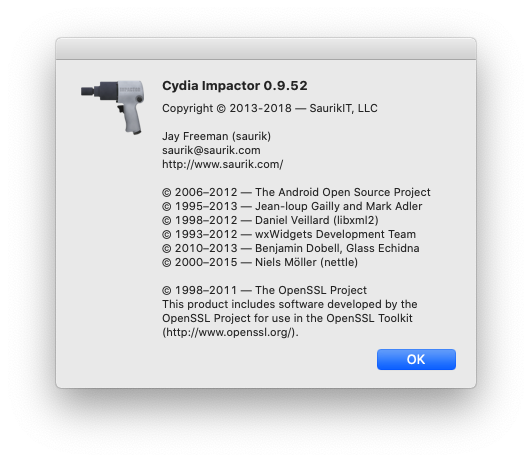 Cydia Impactor 0.9.52
Copyright © 2013-2018 — SaurikIT, LLC
Jay Freeman (saurik)
saurik@saurik.com
http://www.saurik.com/
© 2006–2012 — The Android Open Source Project
© 1995–2013 — Jean-loup Gailly and Mark Adler
© 1998–2012 — Daniel Veillard (libxml2)
© 1993–2012 — wxWidgets Development Team
© 2010–2013 — Benjamin Dobell, Glass Echidna
© 2000–2015 — Niels Möller (nettle)
© 1998–2011 — The OpenSSL Project
This product includes software developed by the
OpenSSL Project for use in the OpenSSL Toolkit
(http://www.openssl.org/).
OK